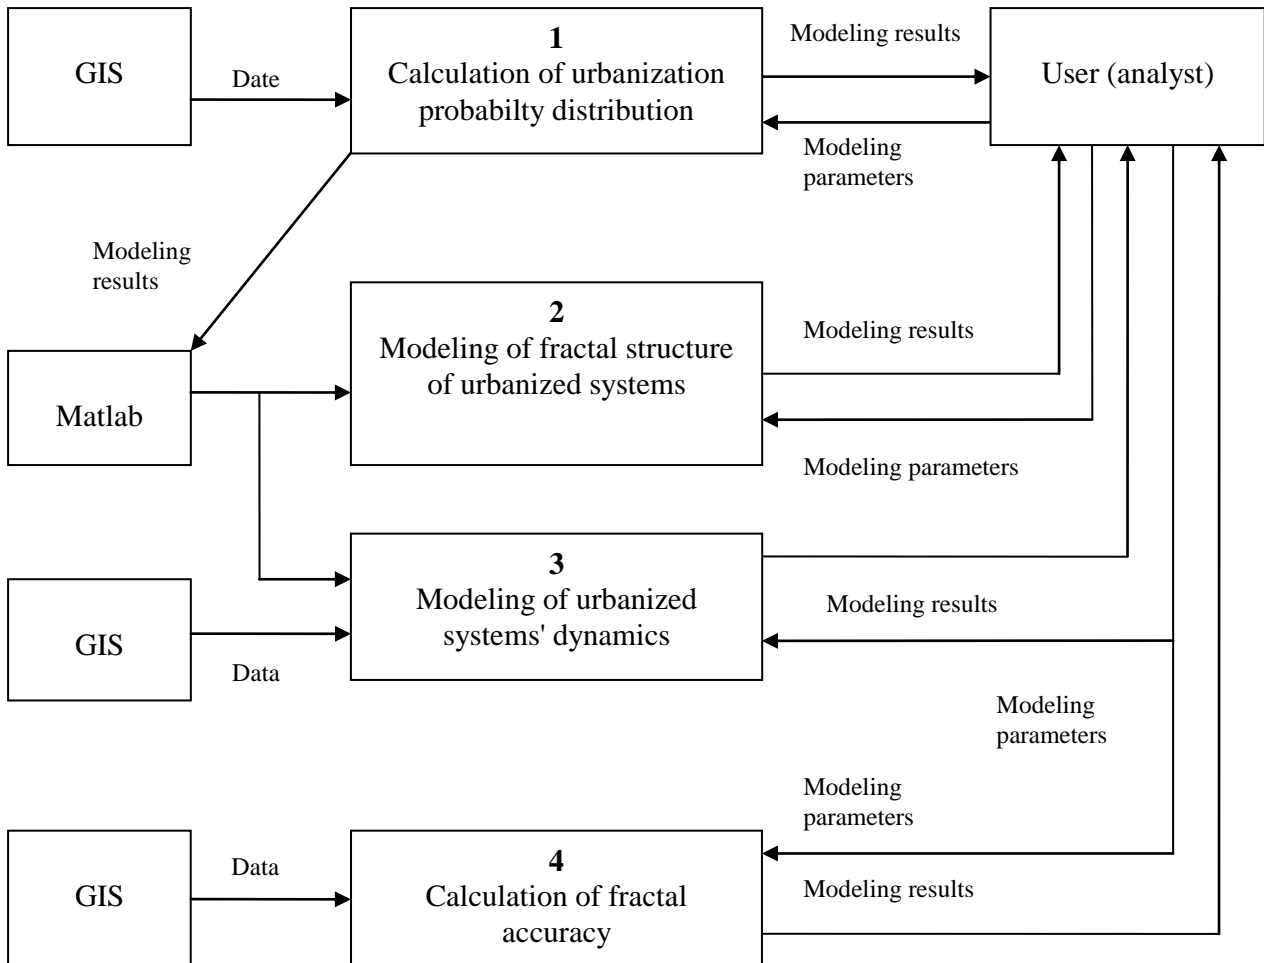 GIS
Date
1
Calculation of urbanization
probabilty distribution
Modeling results
User (analyst)
Modeling
parameters
Modeling
results
Matlab
2
Modeling of fractal structure
of urbanized systems
Modeling results
Modeling parameters
GIS
Data
3
Modeling of urbanized
systems' dynamics
Modeling results
Modeling
parameters
GIS
Data
4
Calculation of fractal
accuracy
Modeling
parameters
Modeling results